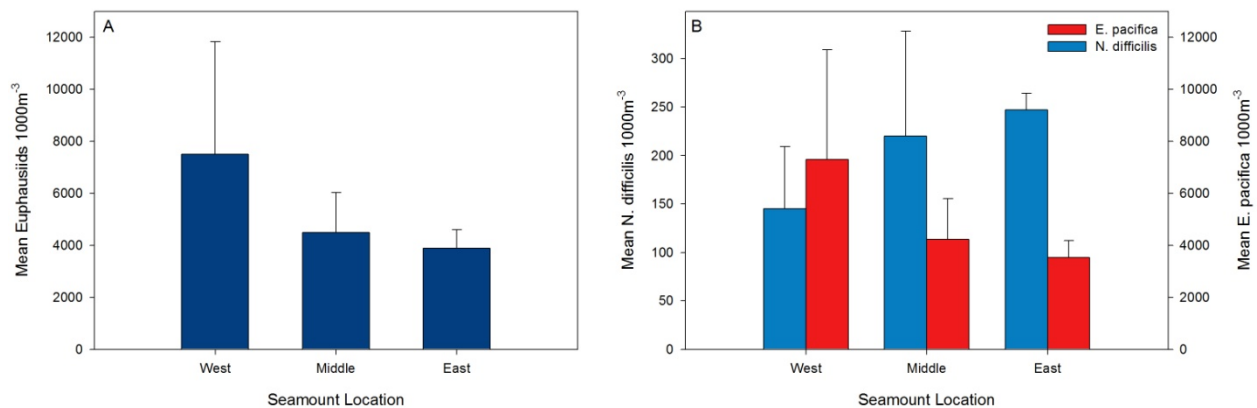 A
Mean Euphausiids 1000m-3
12000
10000
8000
6000
4000
2000
0
West Middle East
Seamount Location
B
E. pacifica
N. difficilis
Mean N. difficilis 1000m-3
300
250
200
150
100
50
0
Mean E. pacifica 1000m-3
12000
10000
8000
6000
4000
2000
0
West Middle East
Seamount Location